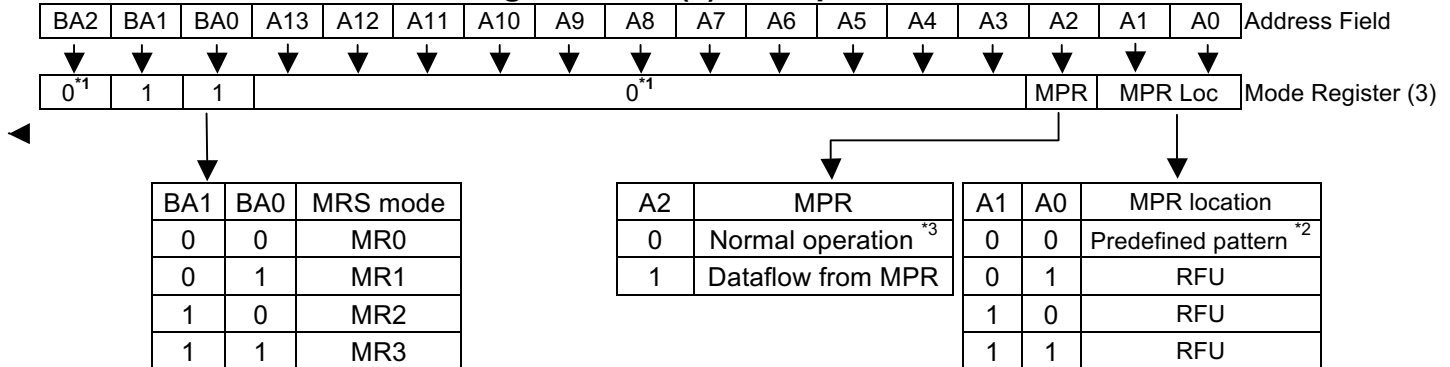 BA2 BA1 BA0 A13 A12 A11 A10 A9 A8 A7 A6 A5 A4 A3 A2 A1 A0 Address Field
0*1 1 1 0*1 MPR MPR Loc Mode Register (3)
BA1 BA0 MRS mode
0 0 MR0
0 1 MR1
1 0 MR2
1 1 MR3
A2 MPR
0 Normal operation *3
1 Dataflow from MPR
A1 A0 MPR location
0 0 Predefined pattern *2
0 1 RFU
1 0 RFU
1 1 RFU